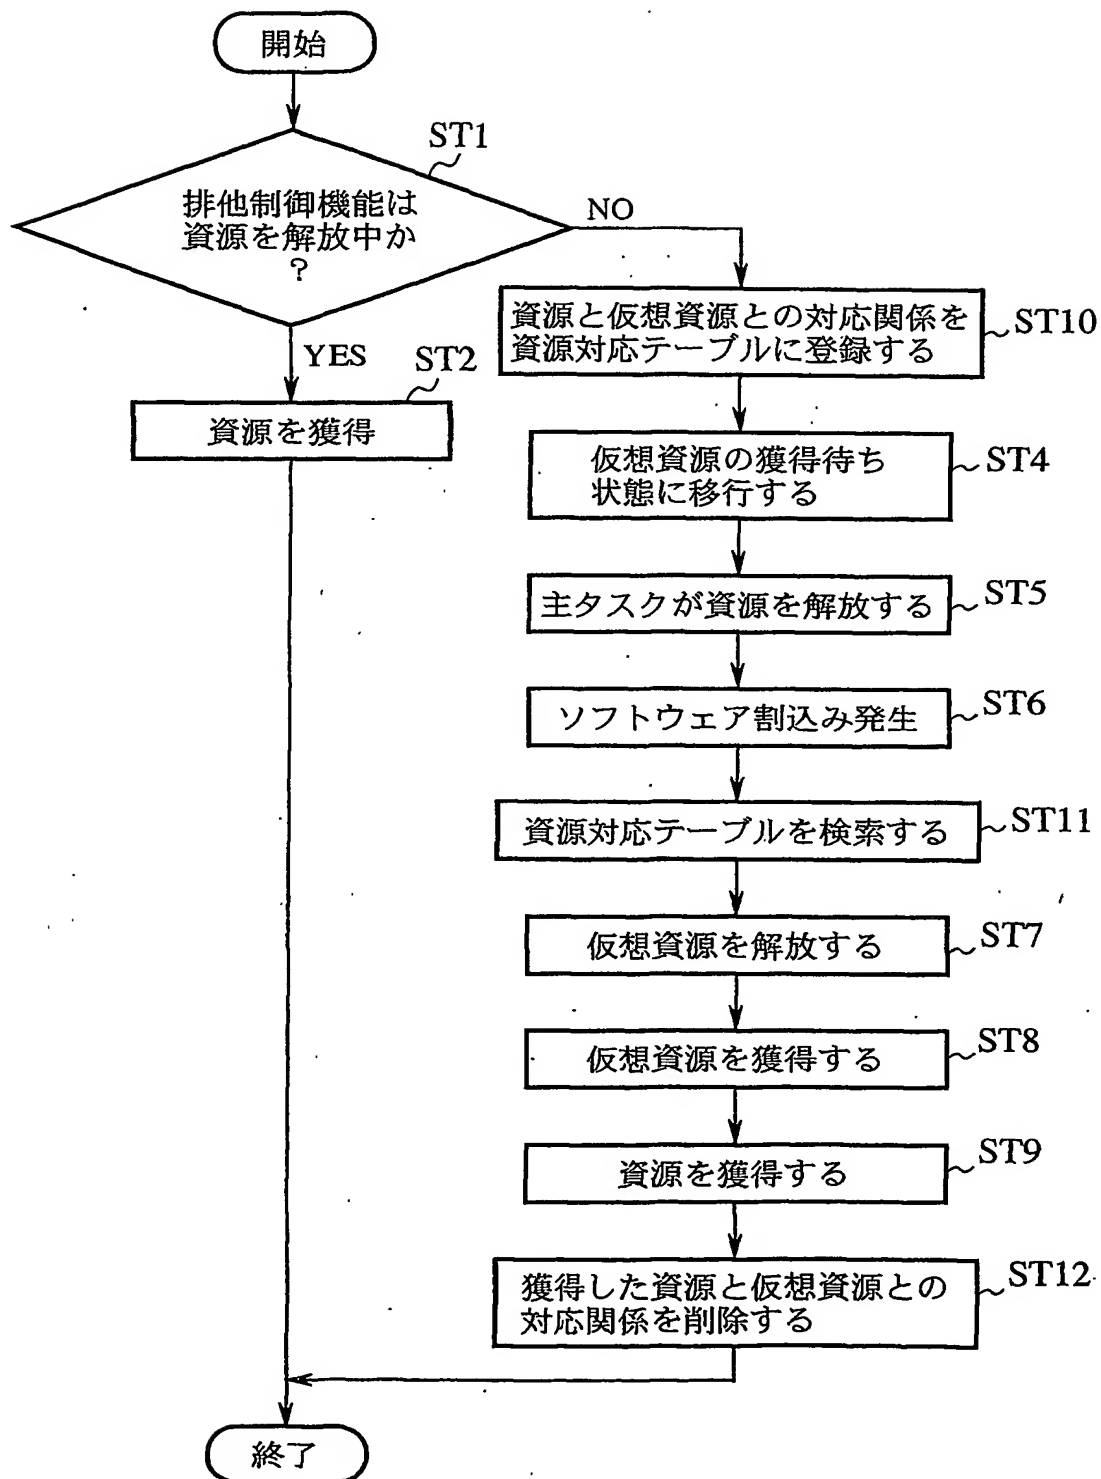 開始
ST1
排他制御機能は
資源を解放中か
?
NO
YES
ST2
資源を獲得
資源と仮想資源との対応関係を
資源対応テーブルに登録する
ST10
仮想資源の獲得待ち
状態に移行する
ST4
主タスクが資源を解放する
ST5
ソフトウェア割込み発生
ST6
資源対応テーブルを検索する
ST11
仮想資源を解放する
ST7
仮想資源を獲得する
ST8
資源を獲得する
ST9
獲得した資源と仮想資源との
対応関係を削除する
ST12
終了